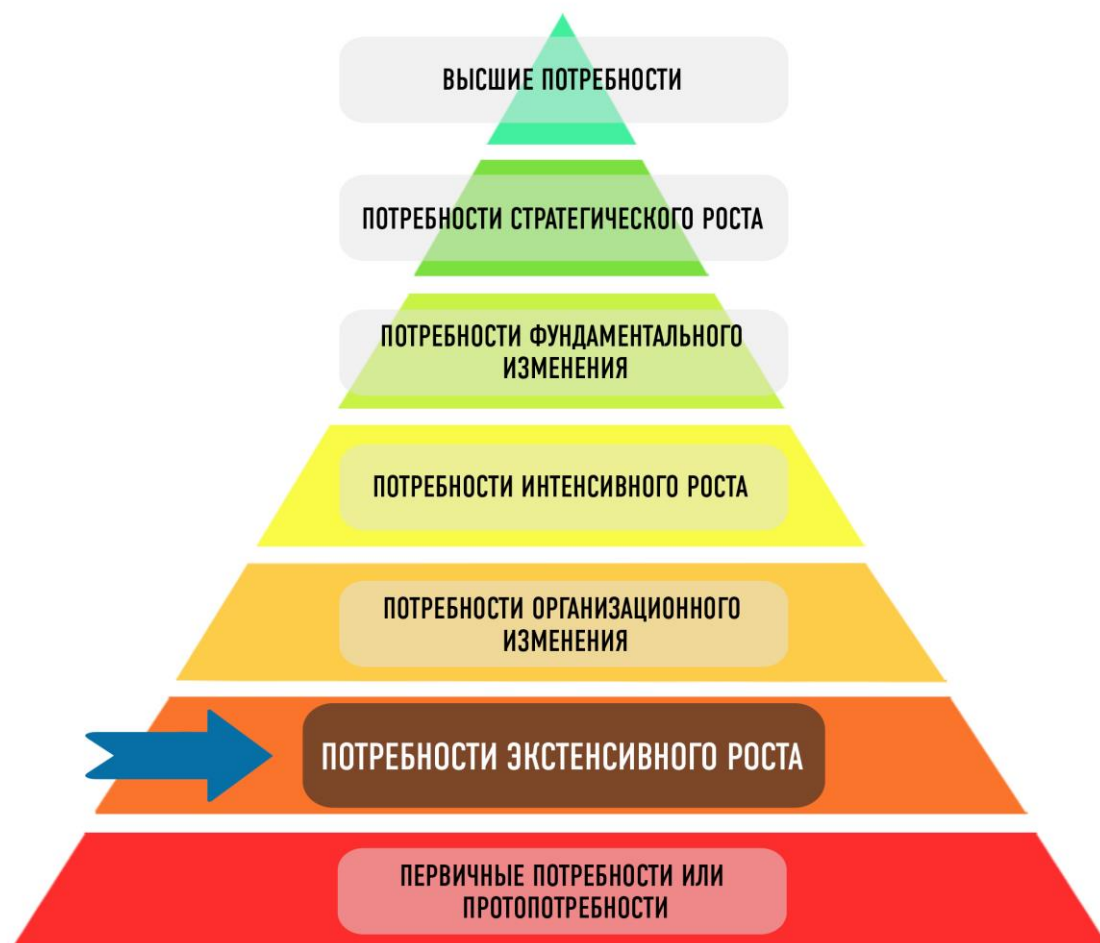 ВЫСШИЕ ПОТРЕБНОСТИ
ПОТРЕБНОСТИ СТРАТЕГИЧЕСКОГО РОСТА
ПОТРЕБНОСТИ ФУНДАМЕНТАЛЬНОГО
ИЗМЕНЕНИЯ
ПОТРЕБНОСТИ ИНТЕНСИВНОГО РОСТА
ПОТРЕБНОСТИ ОРГАНИЗАЦИОННОГО
ИЗМЕНЕНИЯ
ПОТРЕБНОСТИ ЭКСТЕНСИВНОГО РОСТА
ПЕРВИЧНЫЕ ПОТРЕБНОСТИ ИЛИ
ПРОТОПОТРЕБНОСТИ